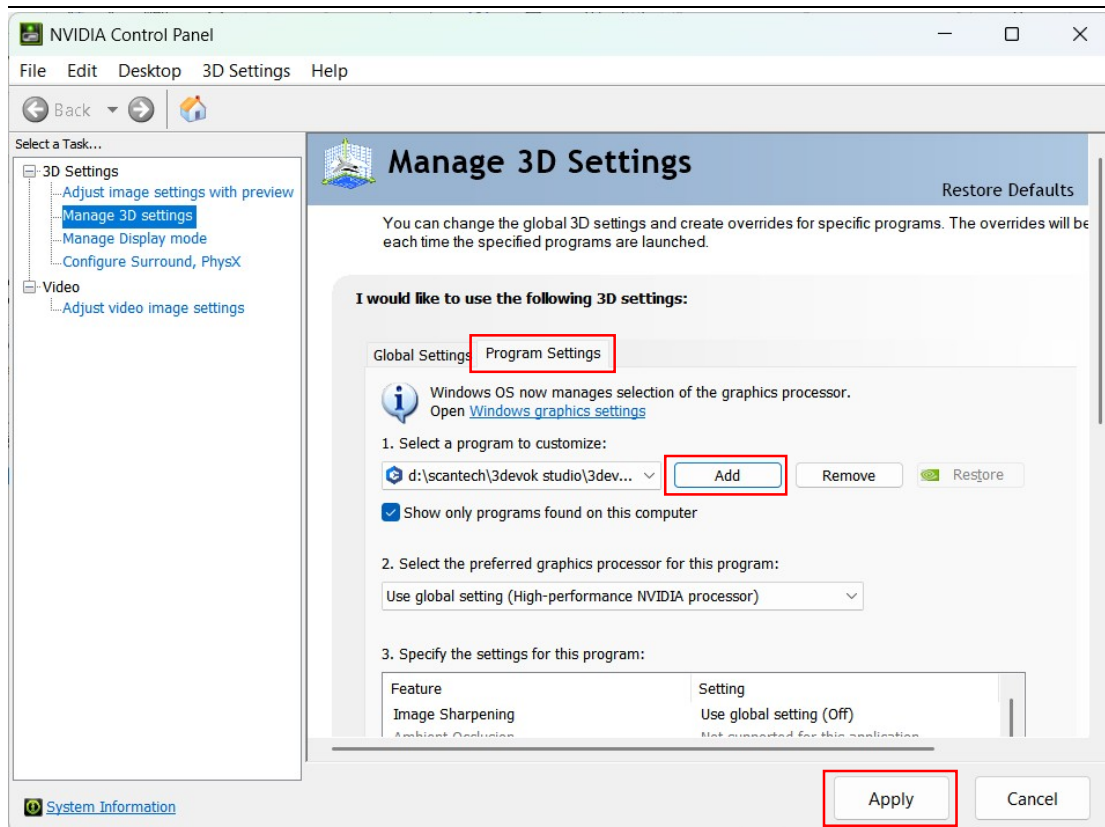 NVIDIA Control Panel
File Edit Desktop 3D Settings Help
Back
Select a Task...
3D Settings
Adjust image settings with preview
Manage 3D settings
Manage Display mode
Configure Surround, PhysX
Video
Adjust video image settings
Manage 3D Settings
Restore Defaults
You can change the global 3D settings and create overrides for specific programs. The overrides will be
each time the specified programs are launched.
I would like to use the following 3D settings:
Global Settings Program Settings
Windows OS now manages selection of the graphics processor.
Open Windows graphics settings
1. Select a program to customize:
d:\scantech\3devok studio\3dev... Add Remove Restore
Show only programs found on this computer
2. Select the preferred graphics processor for this program:
Use global setting (High-performance NVIDIA processor)
3. Specify the settings for this program:
Feature Setting
Image Sharpening Use global setting (Off)
Ambient Occlusion Not supported for this application
System Information
Apply Cancel